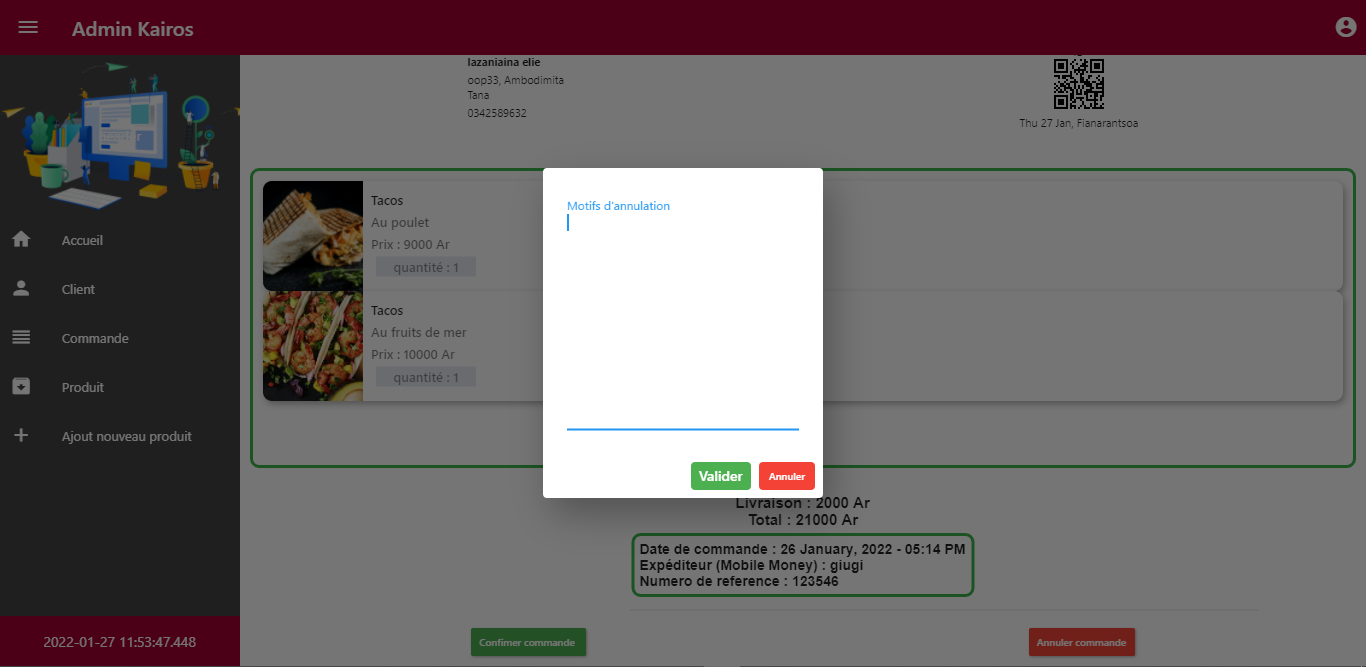 Admin Kairos
lazaniaina elie
oop33, Ambodimita
Tana
0342589632
Thu 27 Jan, Fianarantsoa
Accueil
Client
Commande
Produit
Ajout nouveau produit
2022-01-27 11:53:47.448
Tacos
Au poulet
Prix : 9000 Ar
quantité : 1
Tacos
Au fruits de mer
Prix : 10000 Ar
quantité : 1
Motifs d'annulation
Valider
Annuler
Livraison : 2000 Ar
Total : 21000 Ar
Date de commande : 26 January, 2022 - 05:14 PM
Expéditeur (Mobile Money) : giugi
Numero de reference : 123546
Confimer commande
Annuler commande